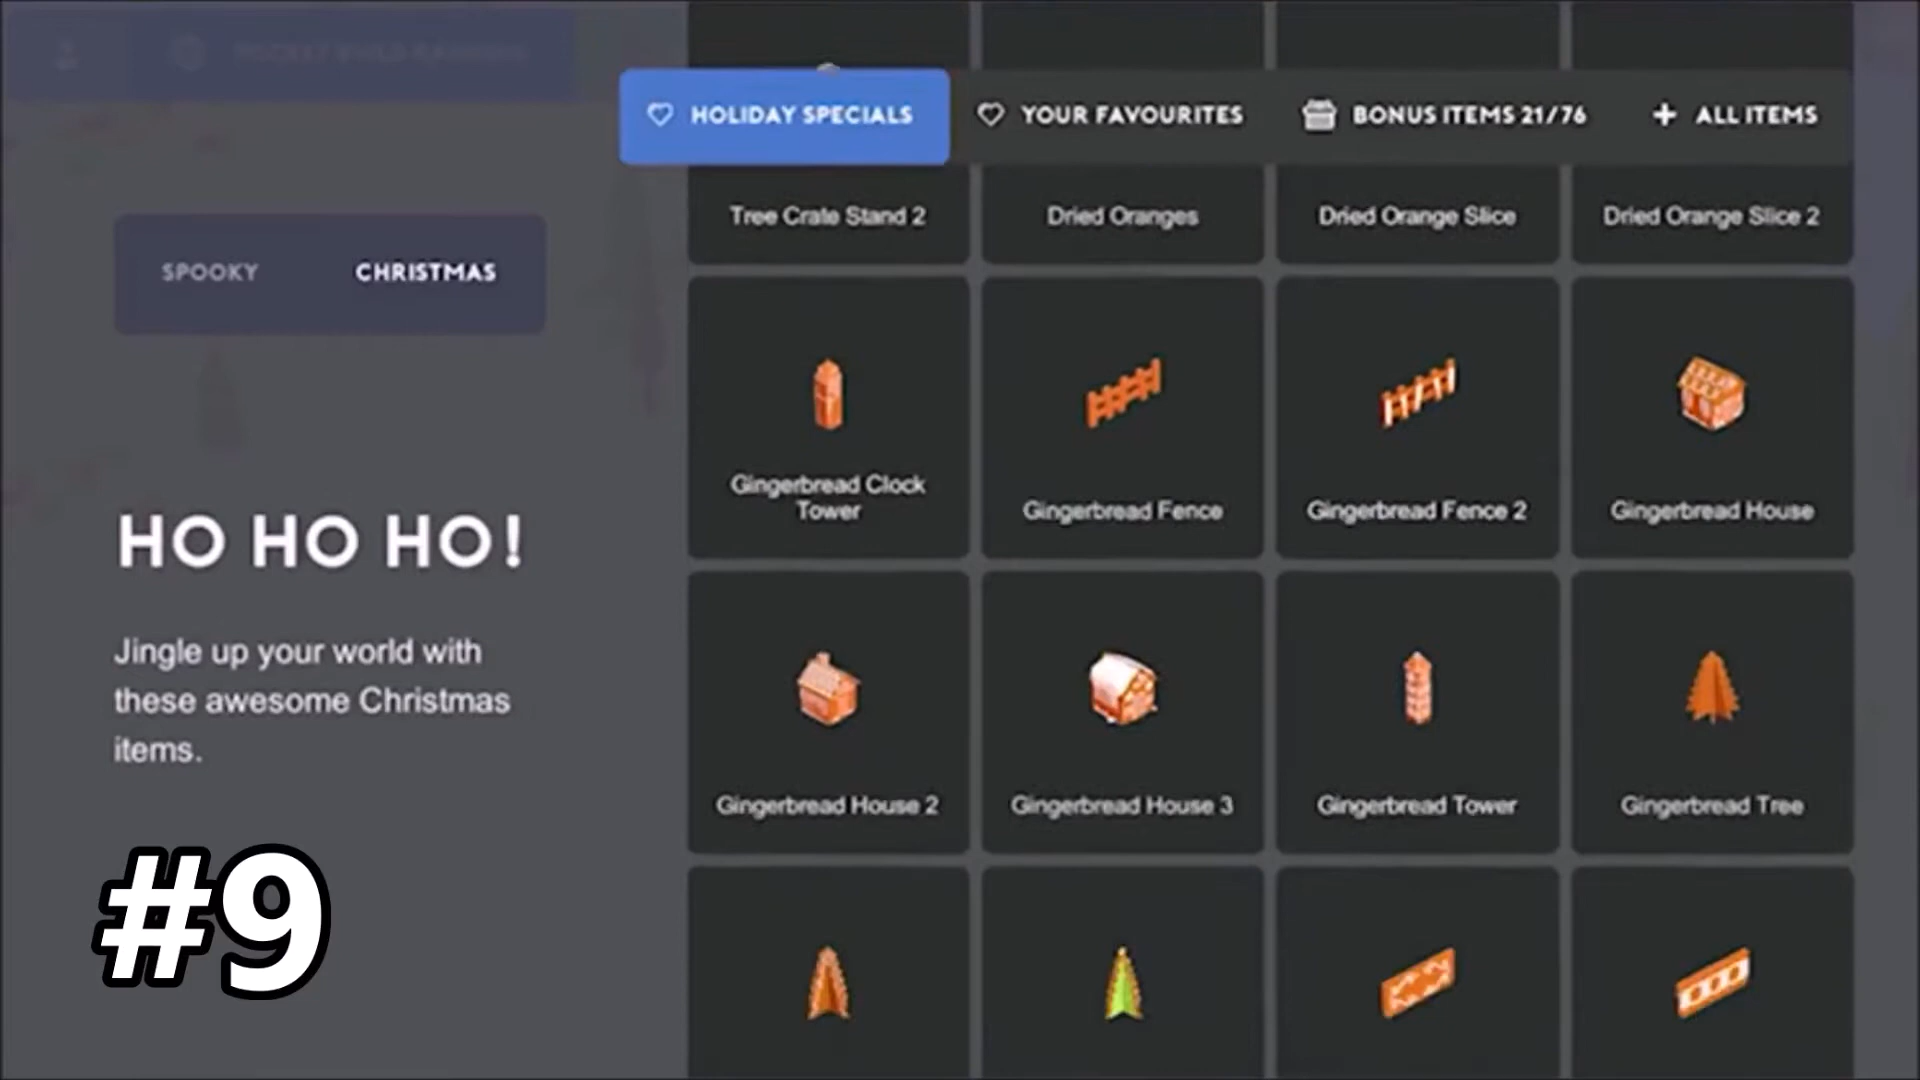 HOLIDAY SPECIALS
YOUR FAVOURITES
BONUS ITEMS 21/76
ALL ITEMS
Tree Crate Stand 2
Dried Oranges
Dried Orange Slice
Dried Orange Slice 2
SPOOKY
CHRISTMAS
Gingerbread Clock
Tower
Gingerbread Fence
Gingerbread Fence 2
Gingerbread House
HO HO HO!
Jingle up your world with
these awesome Christmas
items.
Gingerbread House 2
Gingerbread House 3
Gingerbread Tower
Gingerbread Tree
#9